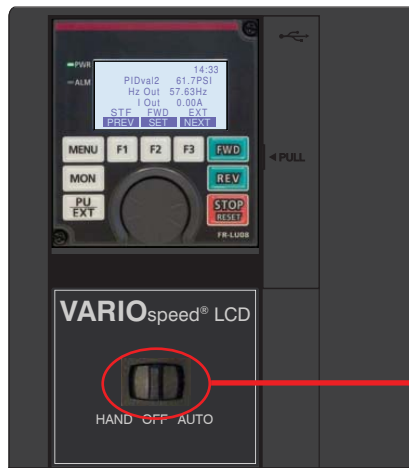 PWR
ALM
14:33
PIDval2 61.7PSI
Hz Out 57.63Hz
I Out 0.00A
STF FWD EXT
PREV SET NEXT
MENU F1 F2 F3 FWD
MON REV
PU
EXT
STOP
RESET
FR-LU08
PULL
VARIOspeed® LCD
HAND OFF AUTO